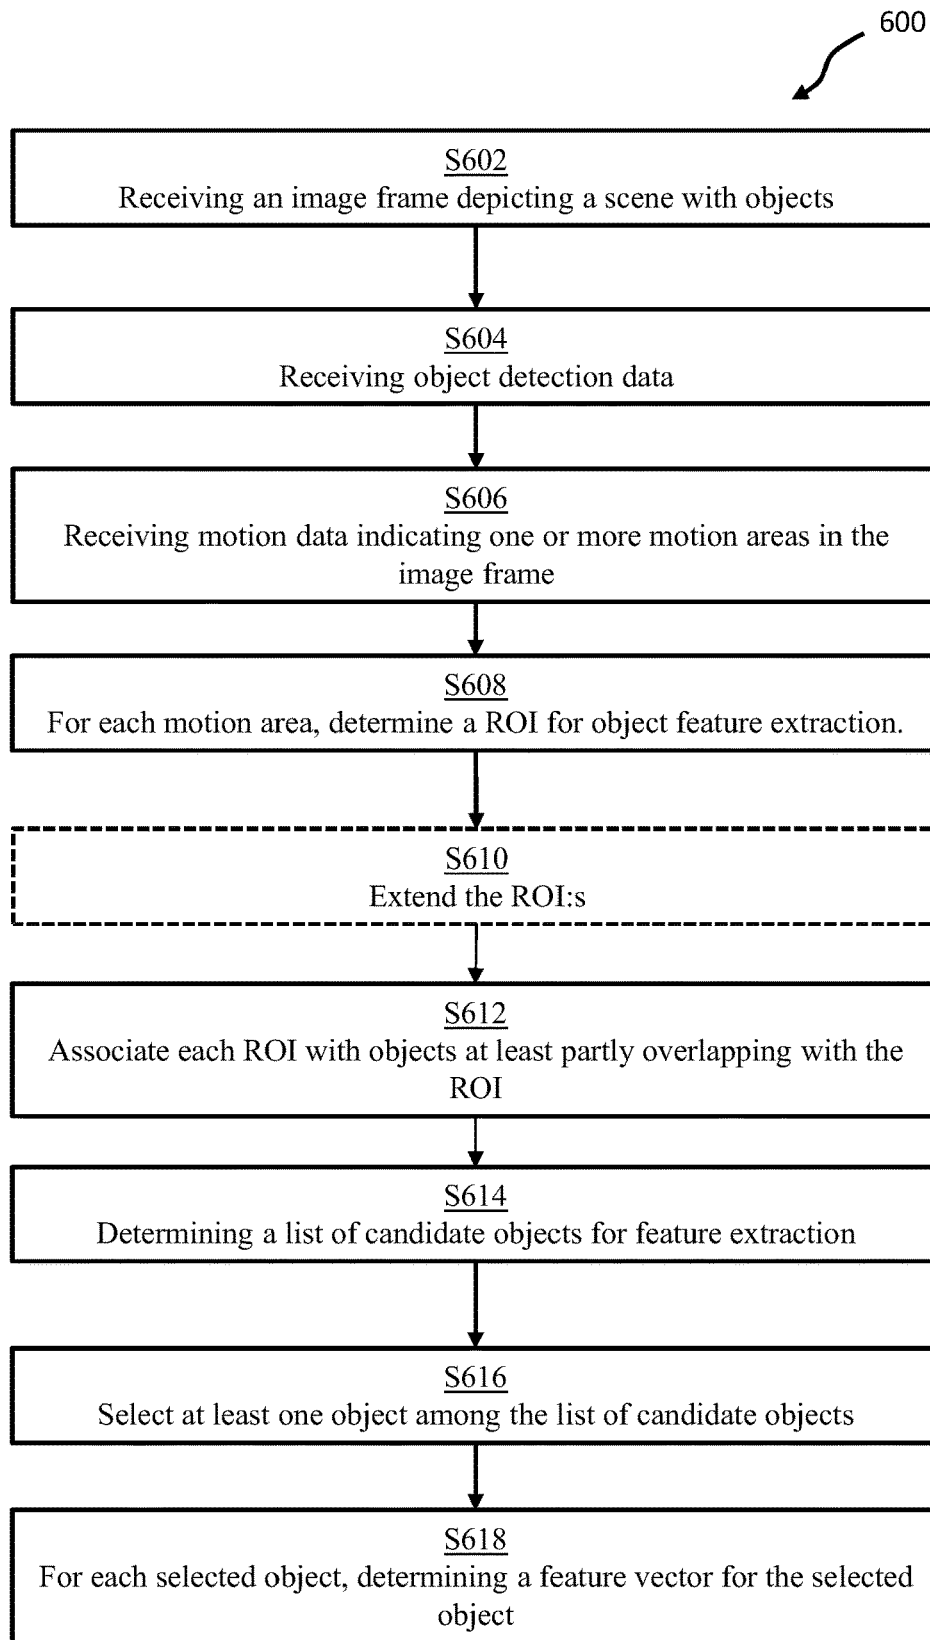 600
S602
Receiving an image frame depicting a scene with objects
S604
Receiving object detection data
S606
Receiving motion data indicating one or more motion areas in the
image frame
S608
For each motion area, determine a ROI for object feature extraction.
S610
Extend the ROI:s
S612
Associate each ROI with objects at least partly overlapping with the
ROI
S614
Determining a list of candidate objects for feature extraction
S616
Select at least one object among the list of candidate objects
S618
For each selected object, determining a feature vector for the selected
object